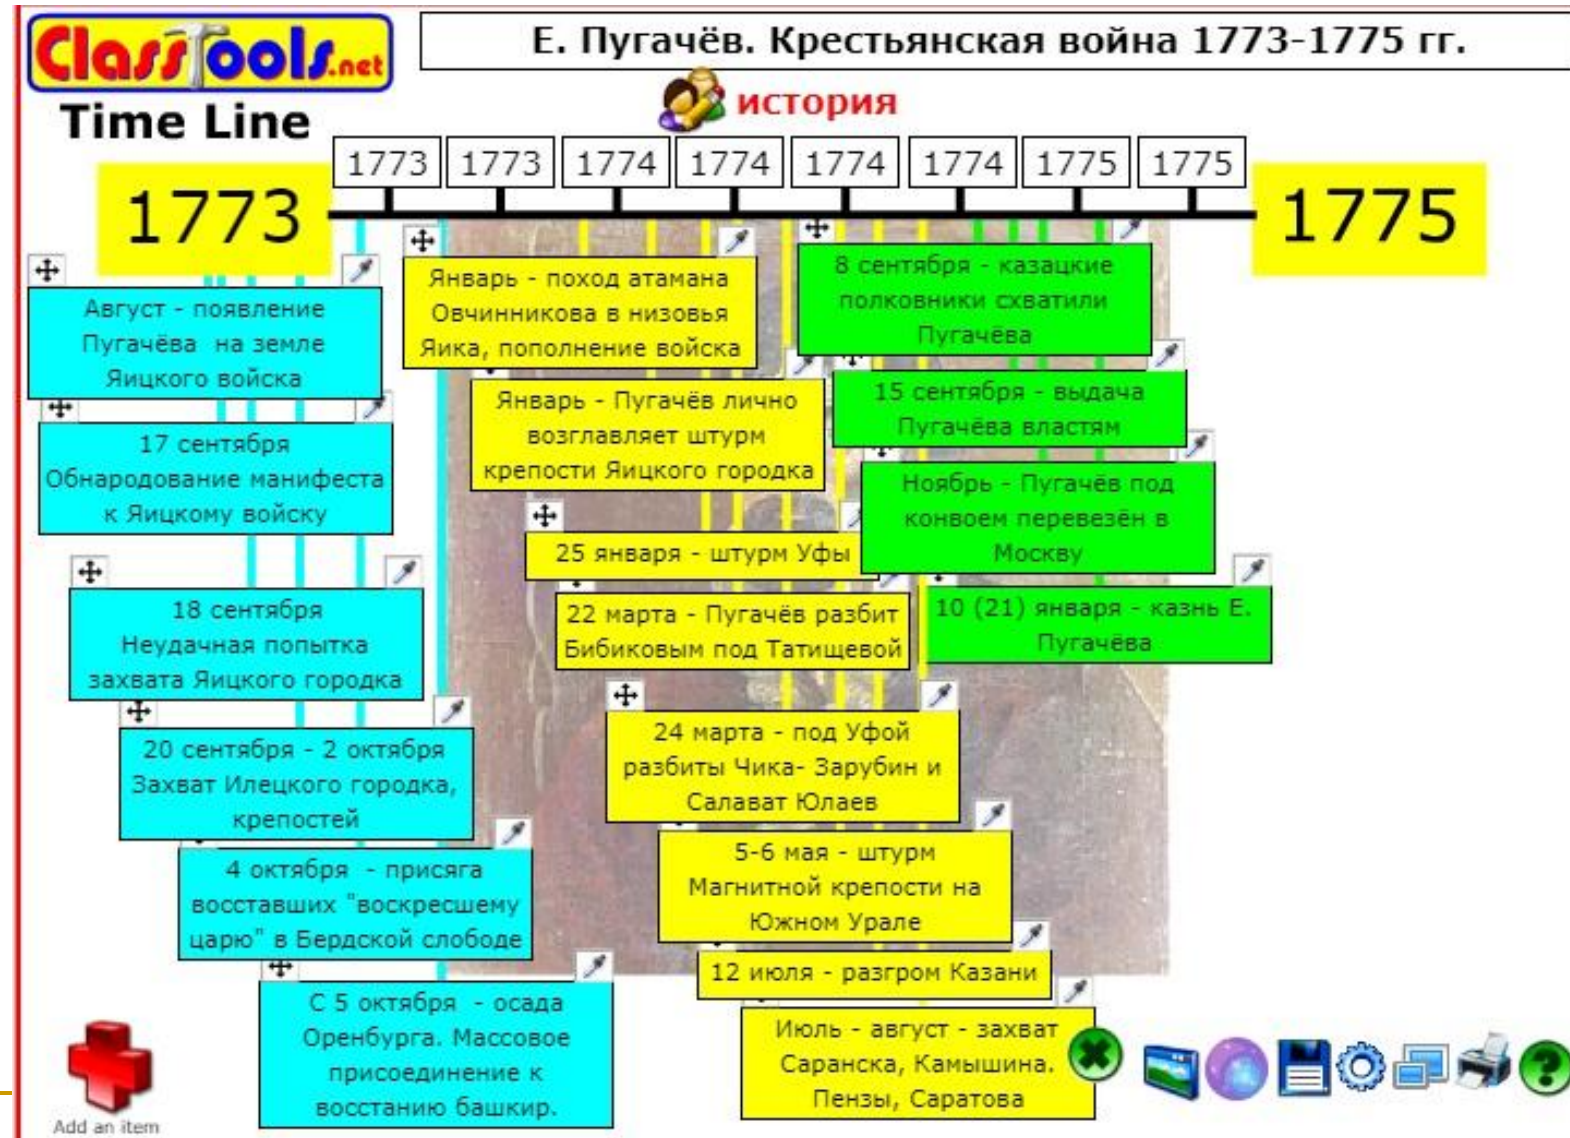 ClassTools.net
Time Line
Е. Пугачёв. Крестьянская война 1773-1775 гг.
история
1773
1773
1773
1774
1774
1774
1774
1775
1775
1775
Август - появление
Пугачёва на земле
Яицкого войска
17 сентября
Обнародование манифеста
к Яицкому войску
18 сентября
Неудачная попытка
захвата Яицкого городка
20 сентября - 2 октября
Захват Илецкого городка,
крепостей
4 октября - присяга
восставших "воскресшему
царю" в Бердской слободе
С 5 октября - осада
Оренбурга. Массовое
присоединение к
восстанию башкир.
Январь - поход атамана
Овчинникова в низовья
Яика, пополнение войска
Январь - Пугачёв лично
возглавляет штурм
крепости Яицкого городка
25 января - штурм Уфы
22 марта - Пугачёв разбит
Бибиковым под Татищевой
24 марта - под Уфой
разбиты Чика- Зарубин и
Салават Юлаев
5-6 мая - штурм
Магнитной крепости на
Южном Урале
12 июля - разгром Казани
Июль - август - захват
Саранска, Камышина.
Пензы, Саратова
8 сентября - казацкие
полковники схватили
Пугачёва
15 сентября - выдача
Пугачёва властям
Ноябрь - Пугачёв под
конвоем перевезён в
Москву
10 (21) января - казнь Е.
Пугачёва
Add an item
?